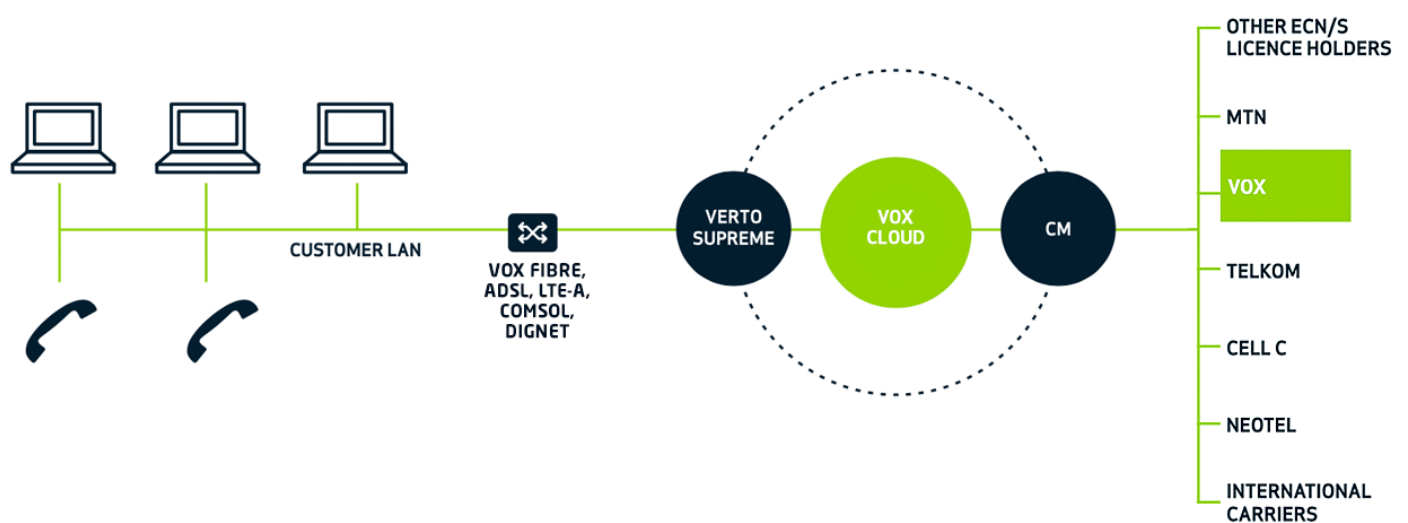 CUSTOMER LAN
VOX FIBRE,
ADSL, LTE-A,
COMSOL,
DIGNET
VERTO
SUPREME
VOX
CLOUD
CM
OTHER ECN/S
LICENCE HOLDERS
MTN
VOX
TELKOM
CELL C
NEOTEL
INTERNATIONAL
CARRIERS